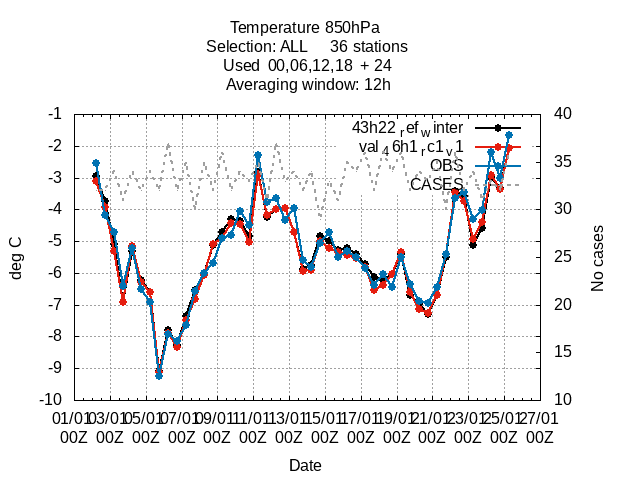 Temperature 850hPa
Selection: ALL 36 stations
Used 00,06,12,18 + 24
Averaging window: 12h
-1
-2
-3
-4
-5
-6
-7
-8
-9
-10
deg C
43h22_ref_winter
val_46h1_rc1_v1
OBS
CASES
40
35
30
25
20
15
10
No cases
01/01 03/01 05/01 07/01 09/01 11/01 13/01 15/01 17/01 19/01 21/01 23/01 25/01 27/01
00Z 00Z 00Z 00Z 00Z 00Z 00Z 00Z 00Z 00Z 00Z 00Z 00Z 00Z
Date